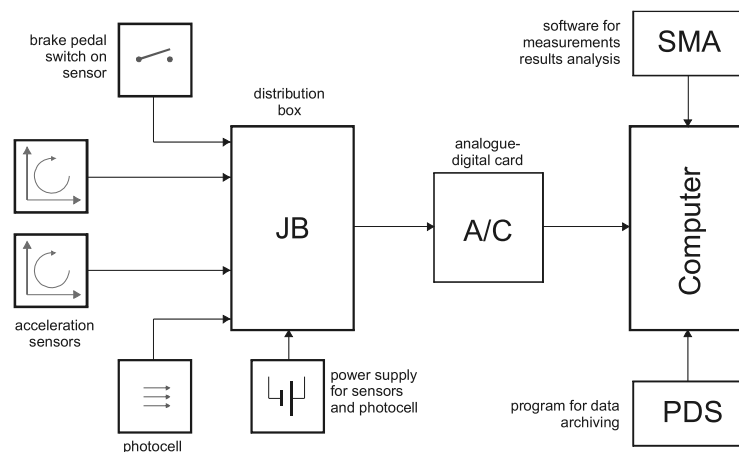 brake pedal
switch on
sensor
distribution
box
software for
measurements
results analysis
SMA
analogue-
digital card
JB
A/C
Computer
acceleration
sensors
photocell
power supply
for sensors
and photocell
program for data
archiving
PDS